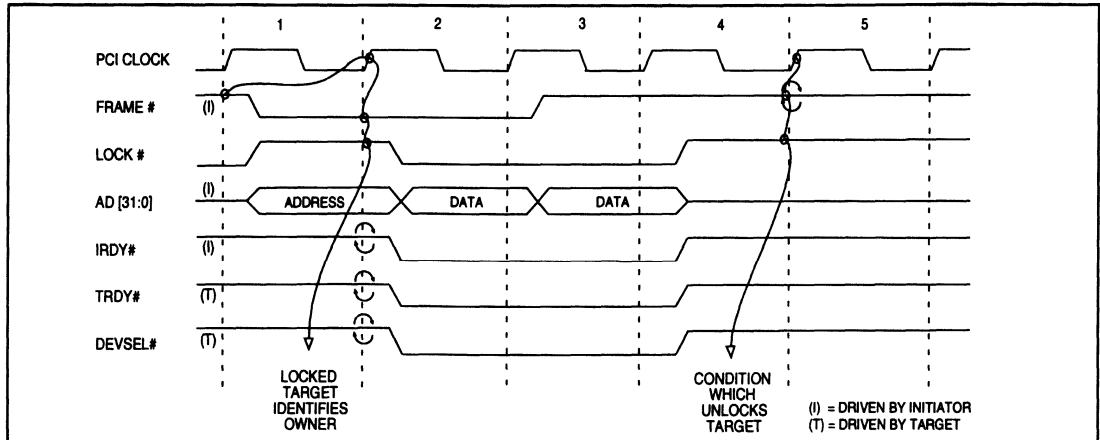 1 2 3 4 5
PCI CLOCK
FRAME # (I)
LOCK #
AD [31:0] (I)
ADDRESS DATA DATA
IRDY# (I)
TRDY# (T)
DEVSEL# (T)
LOCKED
TARGET
IDENTIFIES
OWNER
CONDITION
WHICH
UNLOCKS
TARGET
(I) = DRIVEN BY INITIATOR
(T) = DRIVEN BY TARGET